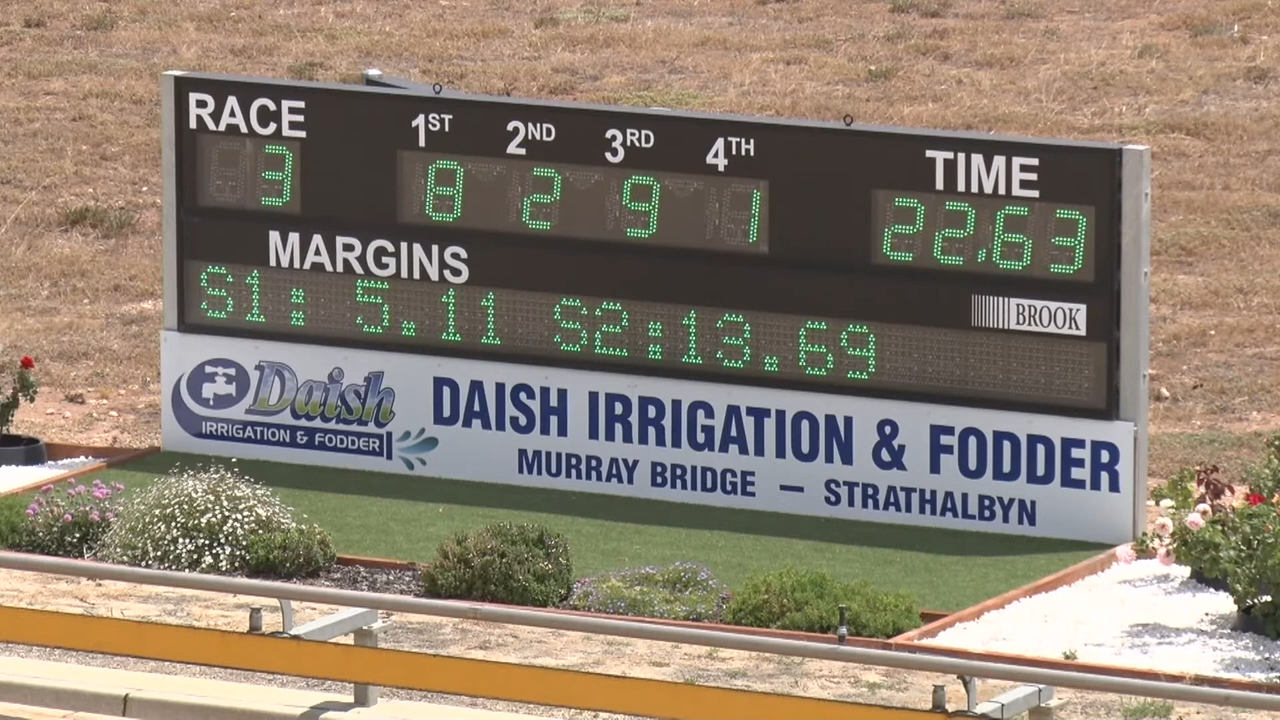 RACE 1ST 2ND 3RD 4TH TIME
3 8 2 9 1 22.63
MARGINS
S1: 5.11 S2:13.69
BROOK
Daish
IRRIGATION & FODDER
DAISH IRRIGATION & FODDER
MURRAY BRIDGE – STRATHALBYN